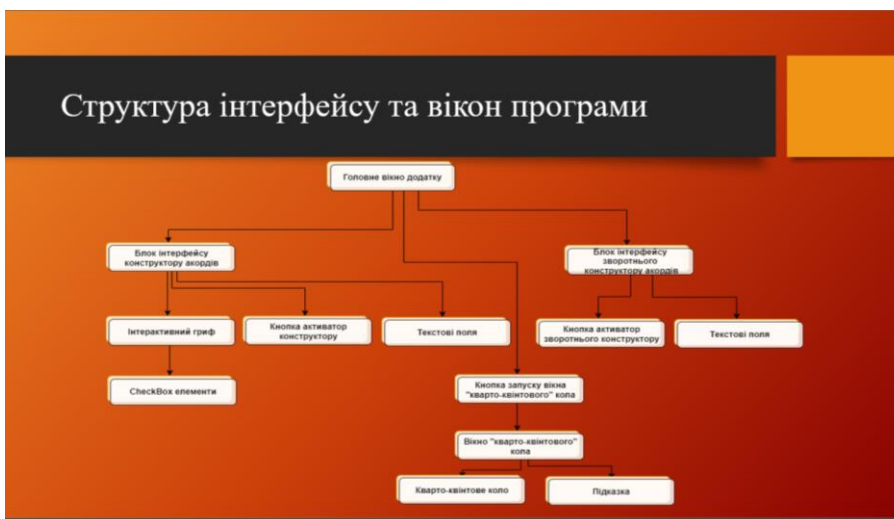 Структура інтерфейсу та вікон програми
Головне вікно додатку
Блок інтерфейсу
конструктору акордів
Блок інтерфейсу
зворотнього
конструктору акордів
Інтерактивний гриф
Кнопка активатор
конструктору
Текстові поля
Кнопка активатор
зворотнього конструктору
Текстові поля
CheckBox елементи
Кнопка запуску вікна
"кварто-квінтового" кола
Вікно "кварто-квінтового"
кола
Кварто-квінтове коло
Підказка